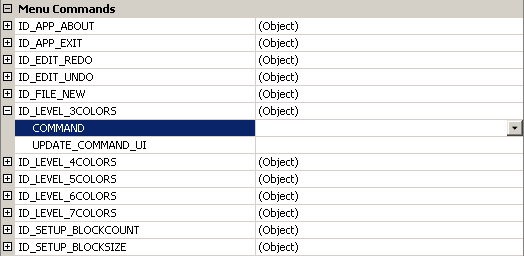 Menu Commands
ID_APP_ABOUT (Object)
ID_APP_EXIT (Object)
ID_EDIT_REDO (Object)
ID_EDIT_UNDO (Object)
ID_FILE_NEW (Object)
ID_LEVEL_3COLORS (Object)
COMMAND
UPDATE_COMMAND_UI
ID_LEVEL_4COLORS (Object)
ID_LEVEL_5COLORS (Object)
ID_LEVEL_6COLORS (Object)
ID_LEVEL_7COLORS (Object)
ID_SETUP_BLOCKCOUNT (Object)
ID_SETUP_BLOCKSIZE (Object)